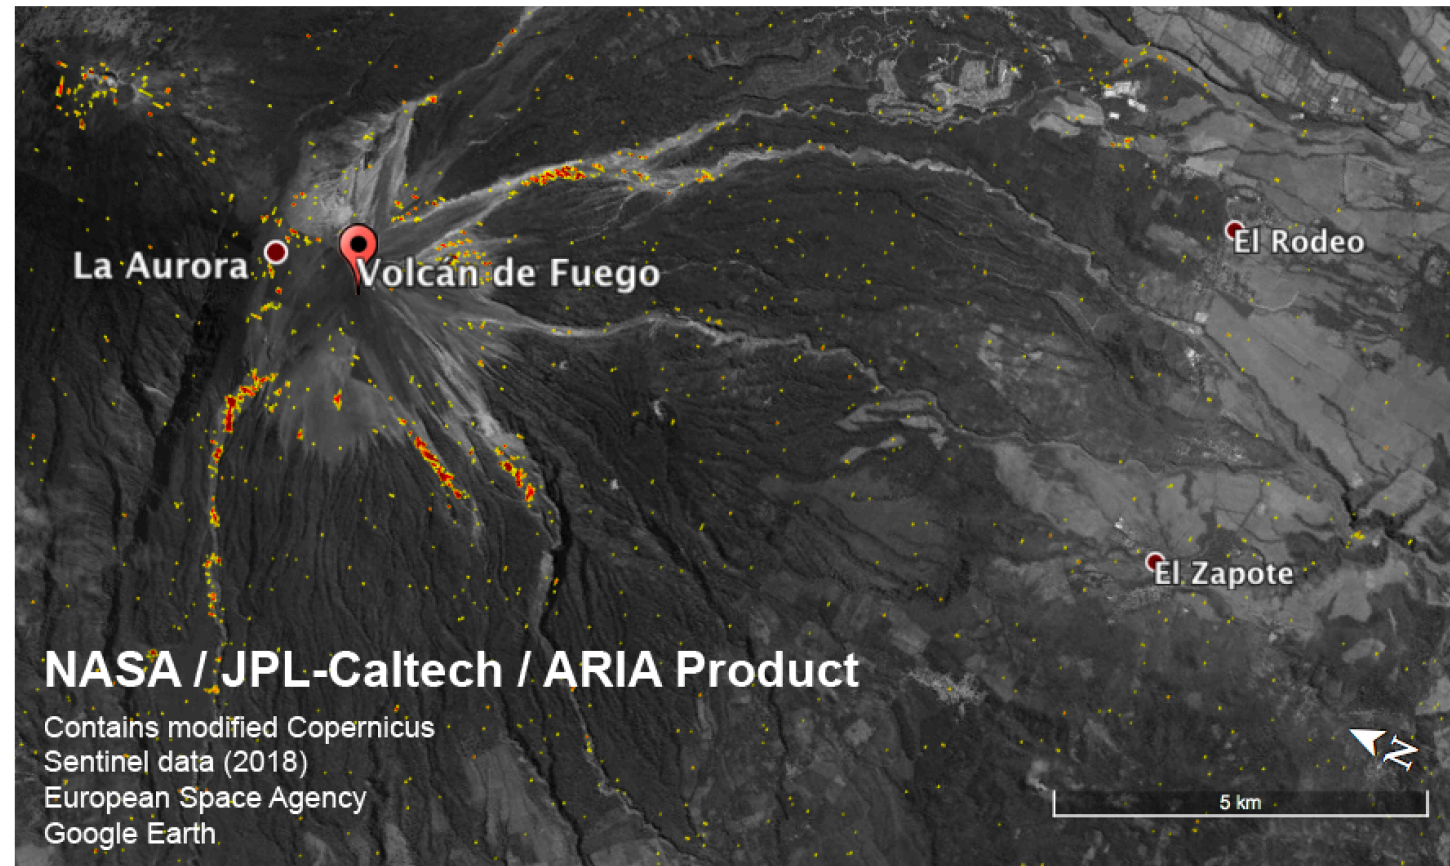 La Aurora
Volcán de Fuego
El Rodeo
El Zapote
NASA / JPL-Caltech / ARIA Product
Contains modified Copernicus
Sentinel data (2018)
European Space Agency
Google Earth
N
5 km